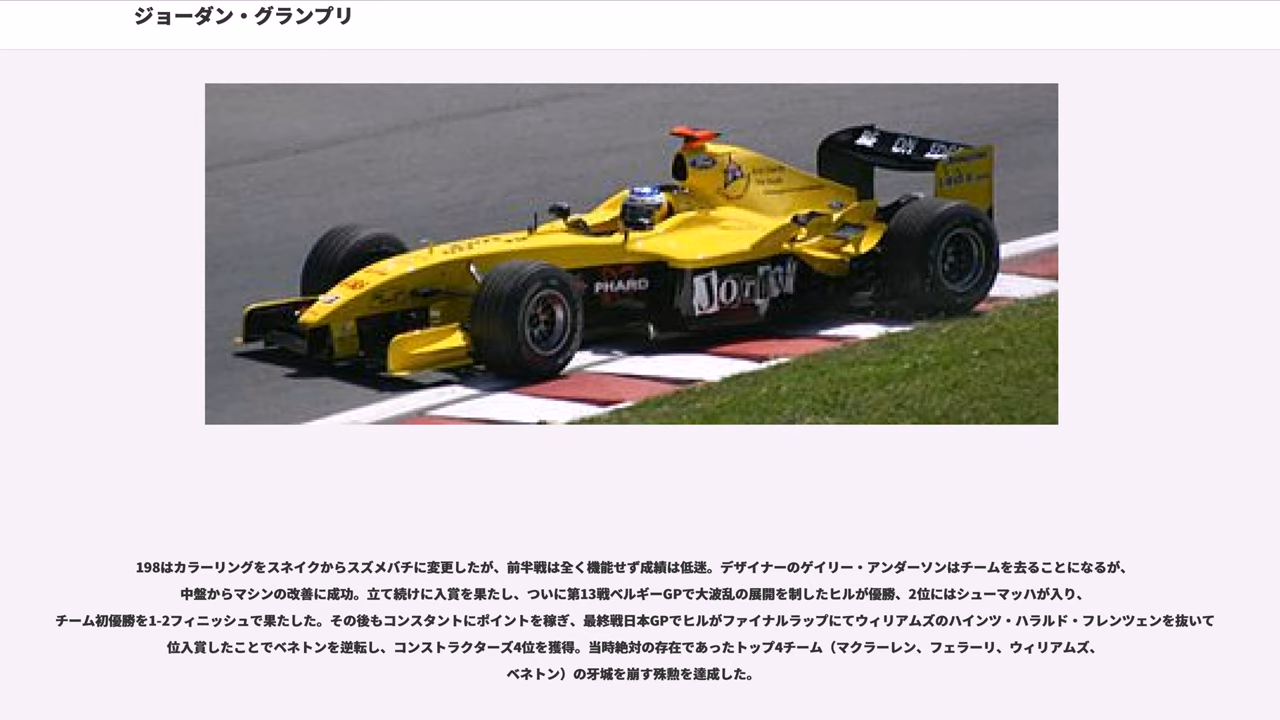 ジョーダン・グランプリ
PHARD
Jordan
198はカラーリングをスネイクからスズメバチに変更したが、前半戦は全く機能せず成績は低迷。デザイナーのゲイリー・アンダーソンはチームを去ることになるが、
中盤からマシンの改善に成功。立て続けに入賞を果たし、ついに第13戦ベルギーGPで大波乱の展開を制したヒルが優勝、2位にはシューマッハが入り、
チーム初優勝を1-2フィニッシュで果たした。その後もコンスタントにポイントを稼ぎ、最終戦日本GPでヒルがファイナルラップにてウィリアムズのハインツ・ハラルド・フレンツェンを抜いて
位入賞したことでベネトンを逆転し、コンストラクターズ4位を獲得。当時絶対の存在であったトップ4チーム（マクラーレン、フェラーリ、ウィリアムズ、
ベネトン）の牙城を崩す殊勲を達成した。